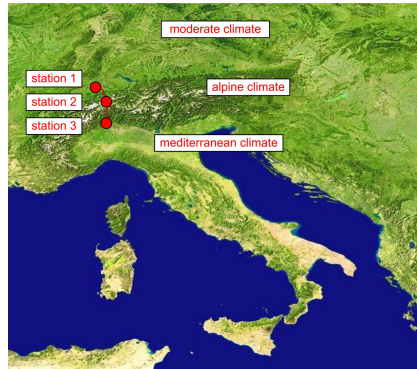 moderate climate
station 1
alpine climate
station 2
station 3
mediterranean climate